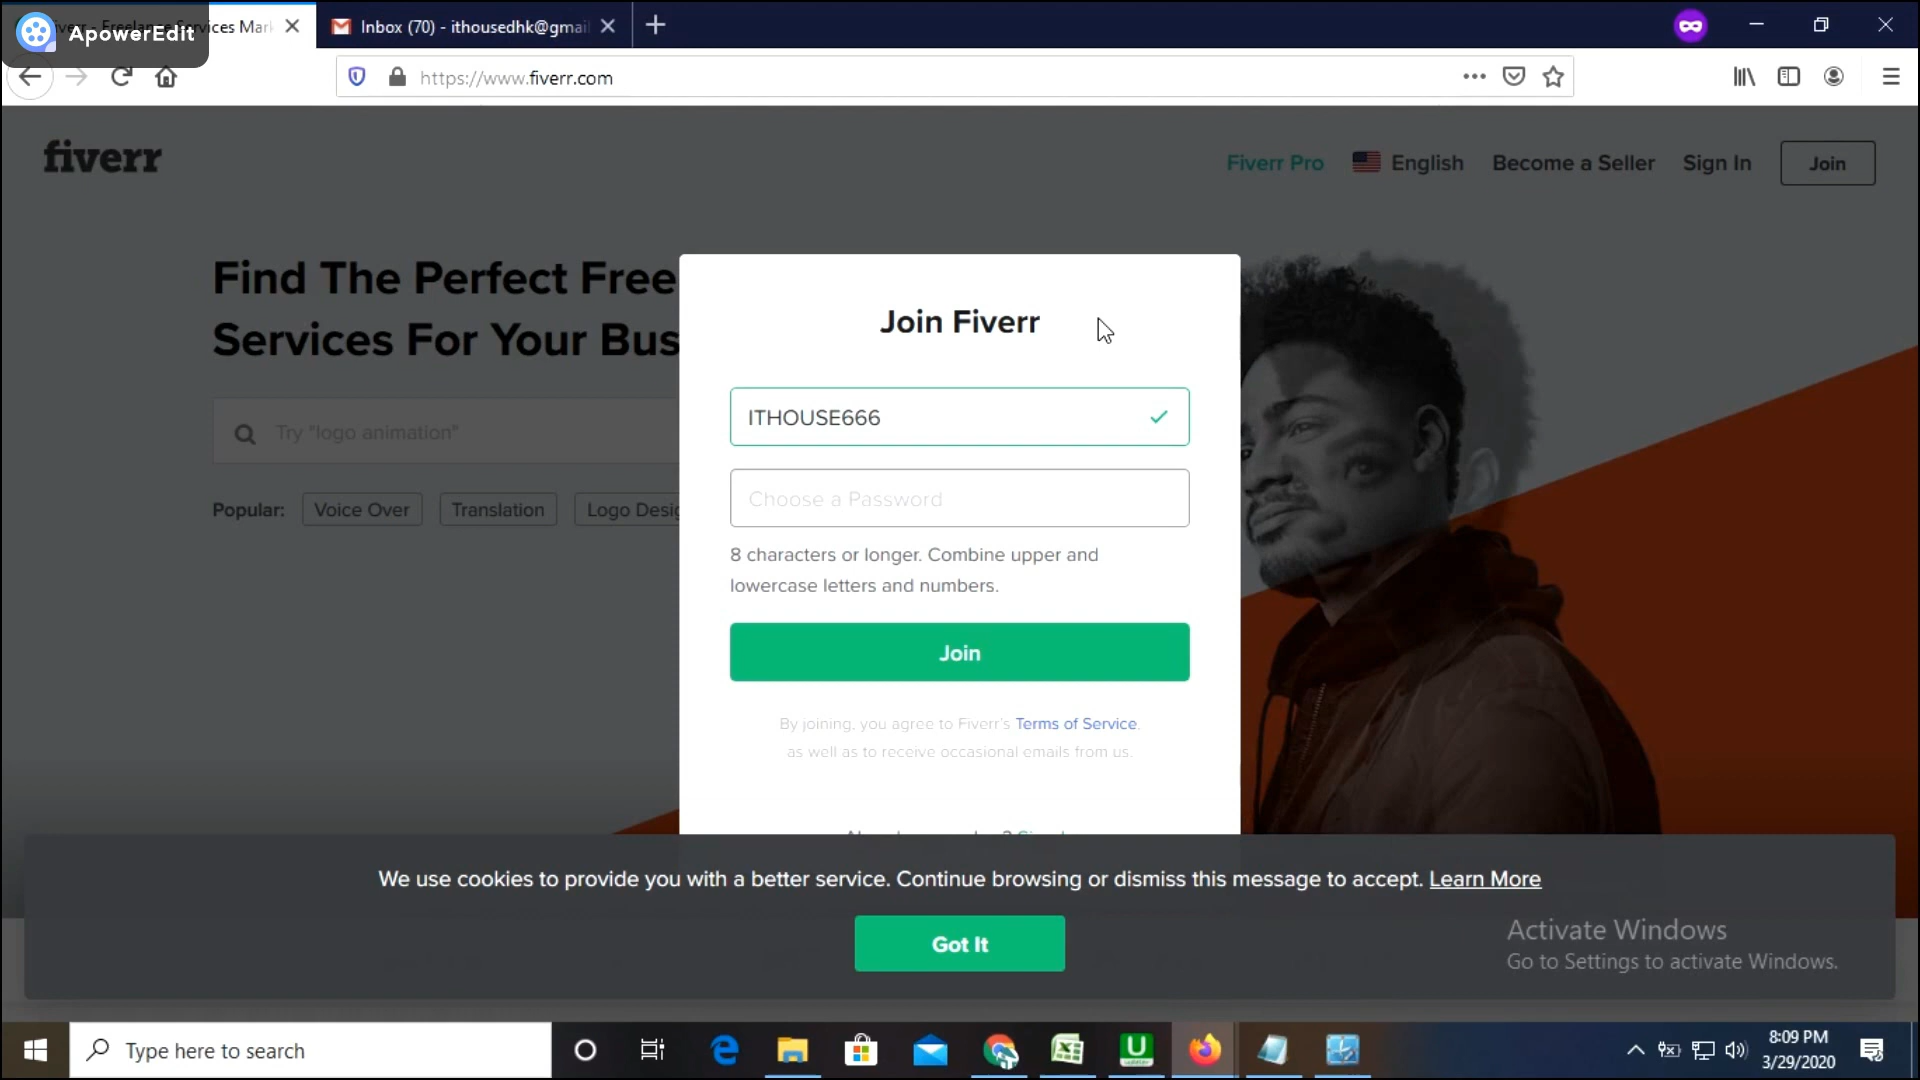 ApowerEdit
Inbox (70) - ithousedhk@gmai
https://www.fiverr.com
fiverr
Fiverr Pro
English
Become a Seller
Sign In
Join
Find The Perfect Free
Services For Your Bus
Try "logo animation"
Popular:
Voice Over
Translation
Logo Desig
Join Fiverr
ITHOUSE666
Choose a Password
8 characters or longer. Combine upper and
lowercase letters and numbers.
Join
By joining, you agree to Fiverr's Terms of Service.
as well as to receive occasional emails from us.
We use cookies to provide you with a better service. Continue browsing or dismiss this message to accept. Learn More
Got It
Activate Windows
Go to Settings to activate Windows.
Type here to search
8:09 PM
3/29/2020